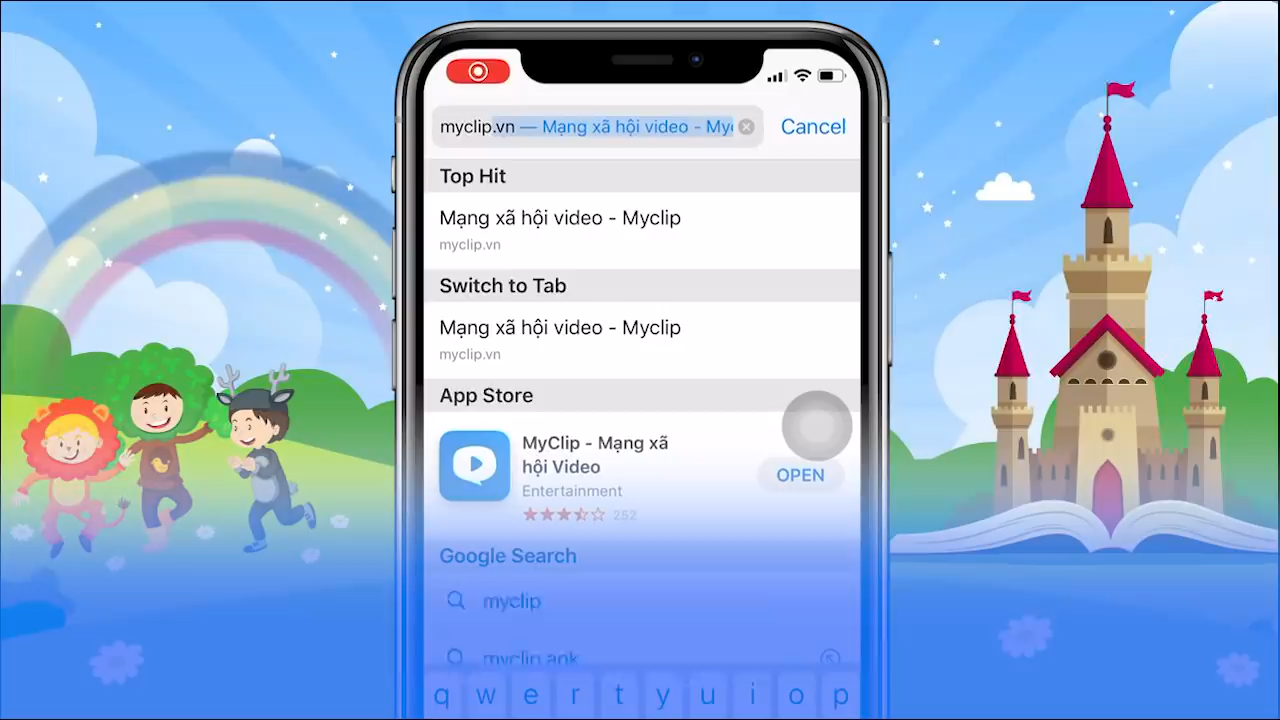 myclip.vn — Mạng xã hội video - Myc
Cancel
Top Hit
Mạng xã hội video - Myclip
myclip.vn
Switch to Tab
Mạng xã hội video - Myclip
myclip.vn
App Store
MyClip - Mạng xã
hội Video
OPEN
Entertainment
252
Google Search
myclip
myclip apk
q w e r t y u i o p